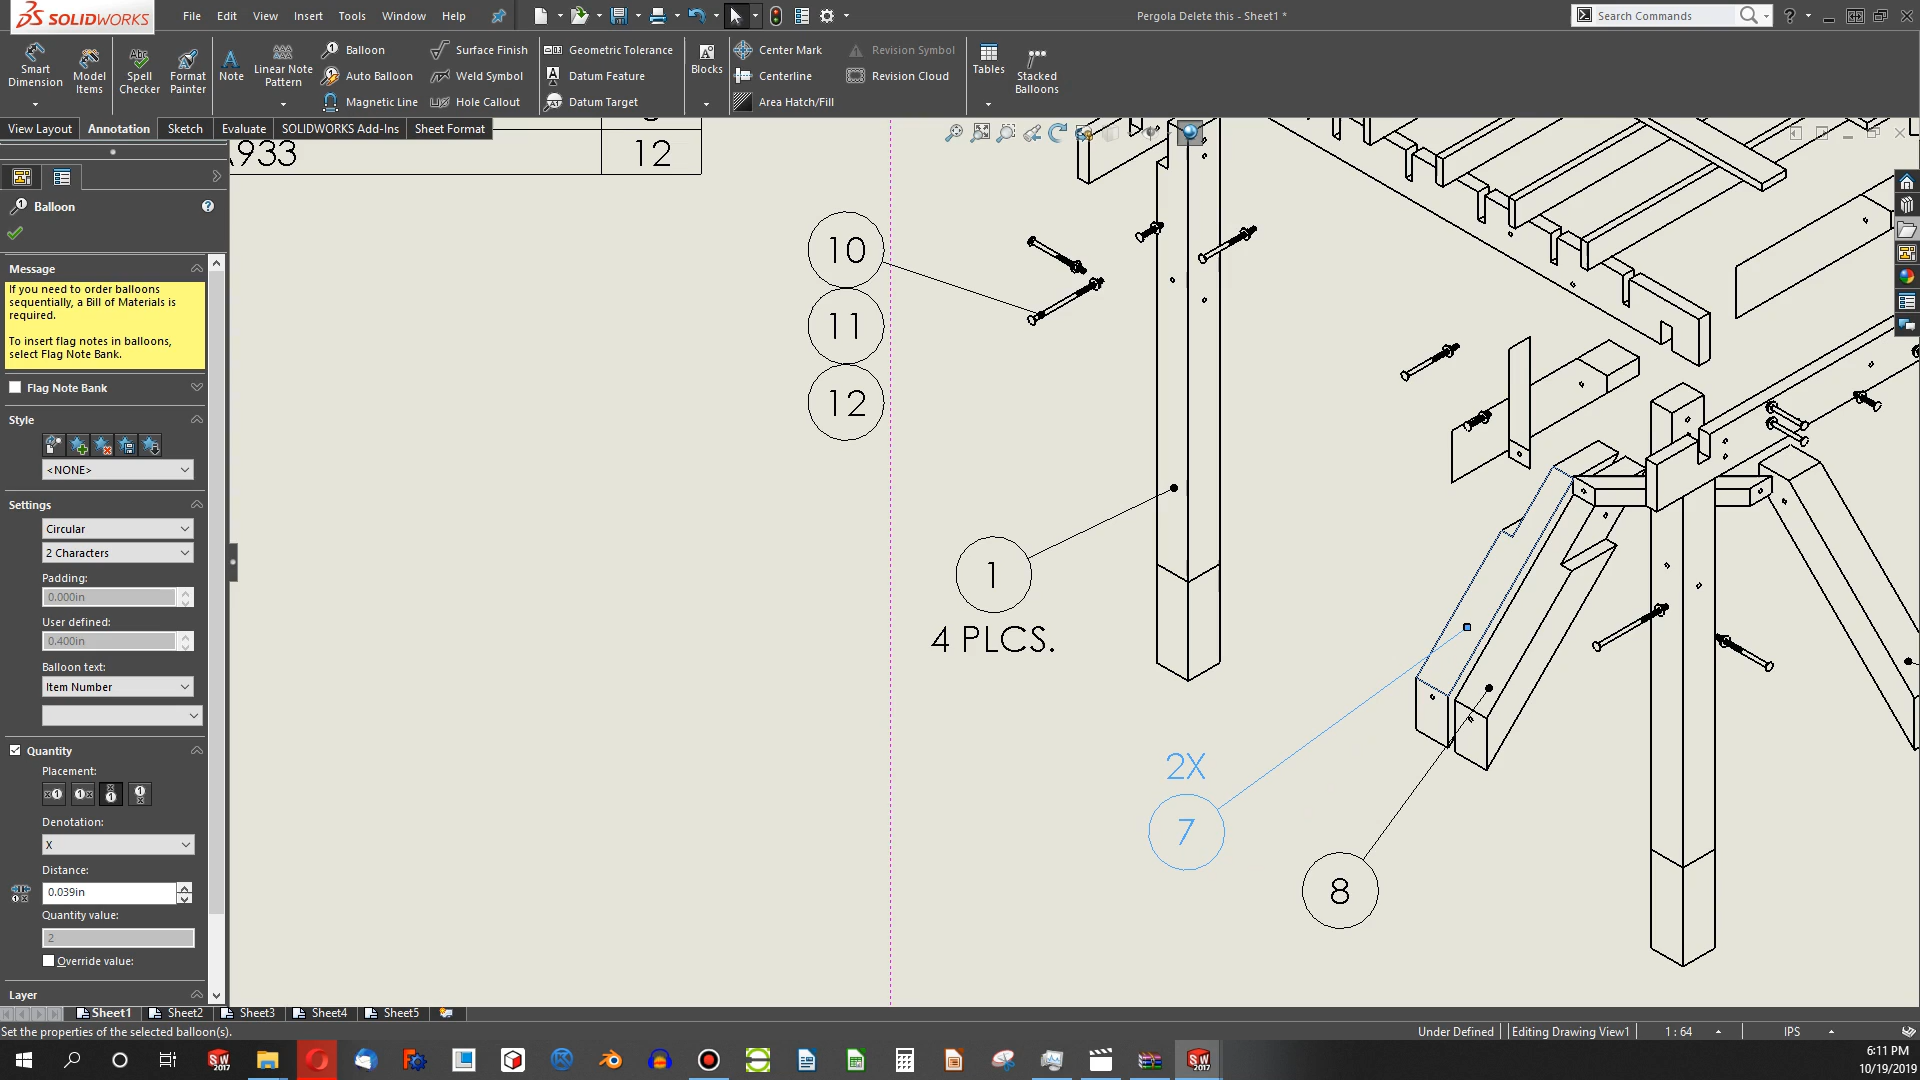 SOLIDWORKS
File Edit View Insert Tools Window Help
Pergola Delete this - Sheet1 *
Search Commands
Smart Dimension
Model Items
Spell Checker
Format Painter
Note
Linear Note Pattern
Balloon
Auto Balloon
Magnetic Line
Surface Finish
Weld Symbol
Hole Callout
Geometric Tolerance
Datum Feature
Datum Target
Blocks
Center Mark
Centerline
Area Hatch/Fill
Revision Symbol
Revision Cloud
Tables
Stacked Balloons
View Layout Annotation Sketch Evaluate SOLIDWORKS Add-Ins Sheet Format
Balloon
Message
If you need to order balloons
sequentially, a Bill of Materials is
required.
To insert flag notes in balloons,
select Flag Note Bank.
Flag Note Bank
Style
<NONE>
Settings
Circular
2 Characters
Padding:
0.000in
User defined:
0.400in
Balloon text:
Item Number
Quantity
Placement:
Denotation:
X
Distance:
0.039in
Quantity value:
2
Override value:
Layer
A933 12
10
11
12
1
4 PLCS.
2X
7
8
Sheet1 Sheet2 Sheet3 Sheet4 Sheet5
Set the properties of the selected balloon(s).
Under Defined Editing Drawing View1 1 : 64 IPS
6:11 PM
10/19/2019